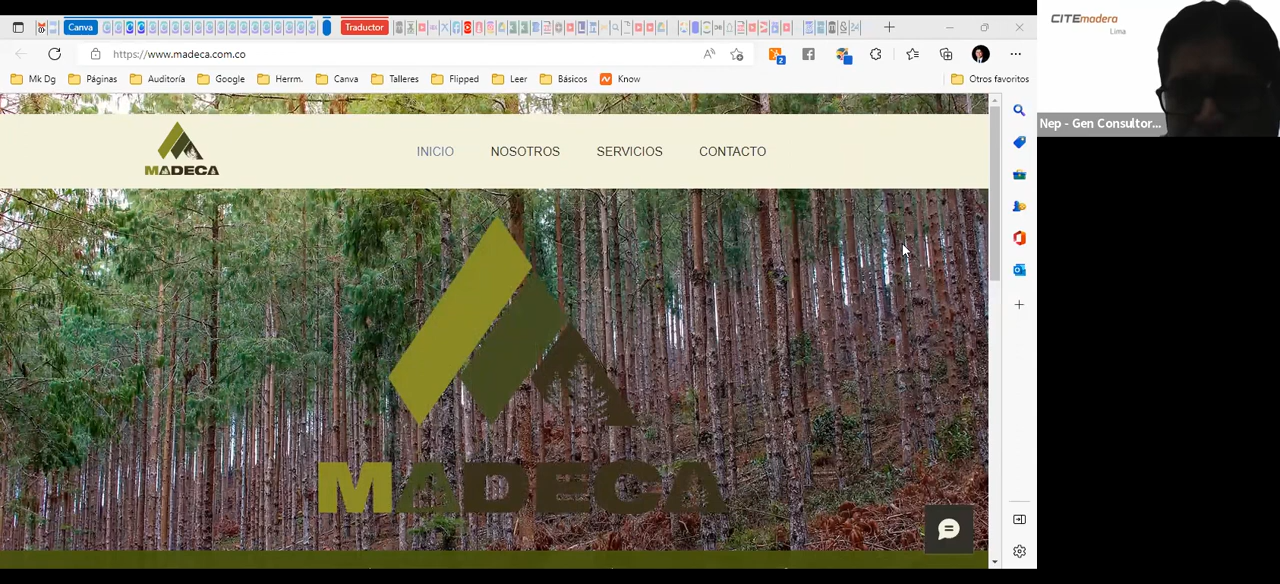 Canva
Traductor
https://www.madeca.com.co
2
Mk Dg
Páginas
Auditoría
Google
Herrm.
Canva
Talleres
Flipped
Leer
Básicos
Know
Otros favoritos
MADECA
INICIO
NOSOTROS
SERVICIOS
CONTACTO
MADECA
CITEmadera
Lima
Nep - Gen Consultor...